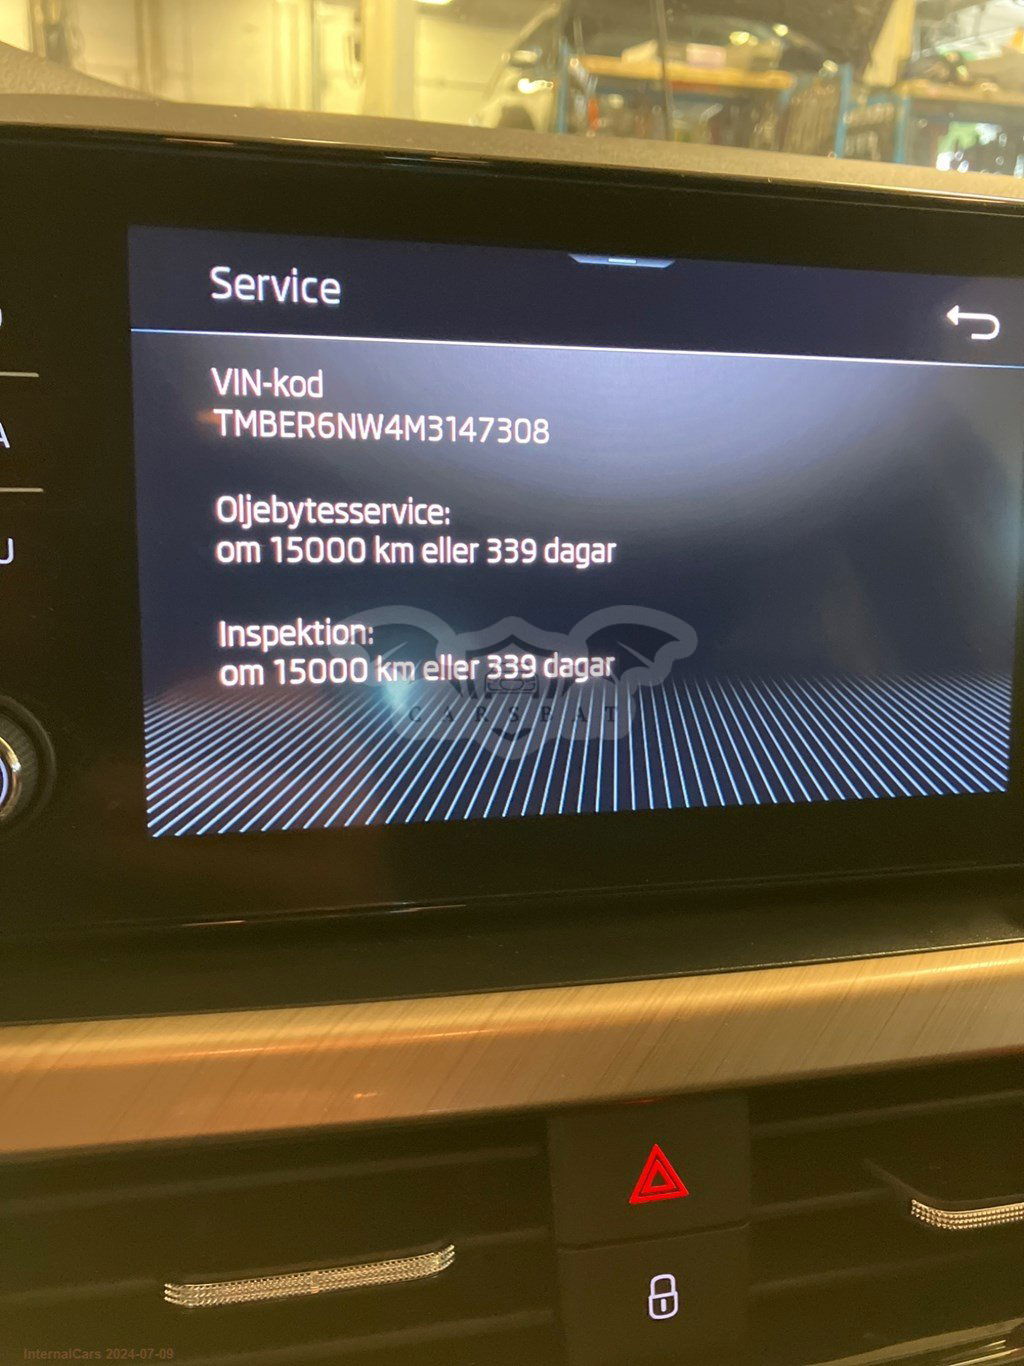 Service
VIN-kod
TMBER6NW4M3147308
Oljebytesservice:
om 15000 km eller 339 dagar
Inspektion:
om 15000 km eller 339 dagar
CARSBAT
InternalCars 2024-07-09